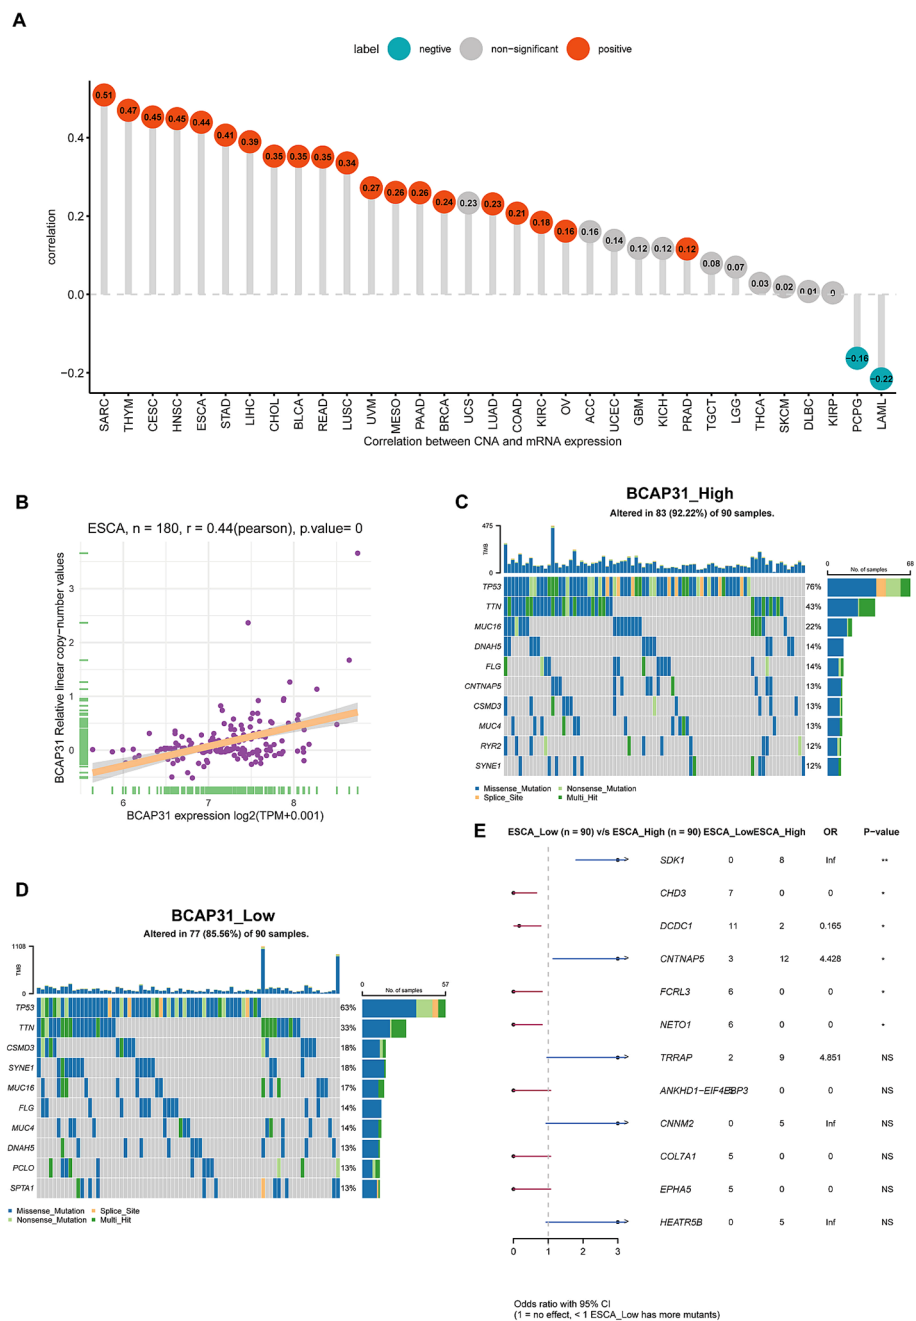 A
label negtive non-significant positive
correlation
0.4
0.2
0.0
−0.2
0.51 0.47 0.45 0.45 0.44 0.41 0.39 0.35 0.35 0.35 0.34 0.27 0.26 0.26 0.24 0.23 0.23 0.21 0.18 0.16 0.16 0.14 0.12 0.12 0.12 0.08 0.07 0.03 0.02 0.01 0 −0.16 −0.22
SARC THYM CESC HNSC ESCA STAD LIHC CHOL BLCA READ LUSC UVM MESO PAAD BRCA UCS LUAD COAD KIRC OV ACC UCEC GBM KICH PRAD TGCT LGG THCA SKCM DLBC KIRP PCPG LAML
Correlation between CNA and mRNA expression
B
ESCA, n = 180, r = 0.44(pearson), p.value= 0
BCAP31 Relative linear copy-number values
3
2
1
0
6 7 8
BCAP31 expression log2(TPM+0.001)
C
BCAP31_High
Altered in 83 (92.22%) of 90 samples.
TMB
475
0
No. of samples
0 68
TP53 76%
TTN 43%
MUC16 22%
DNAH5 14%
FLG 14%
CNTNAP5 13%
CSMD3 13%
MUC4 13%
RYR2 12%
SYNE1 12%
Missense_Mutation Nonsense_Mutation
Splice_Site Multi_Hit
D
BCAP31_Low
Altered in 77 (85.56%) of 90 samples.
TMB
1108
0
No. of samples
0 57
TP53 63%
TTN 33%
CSMD3 18%
SYNE1 18%
MUC16 17%
FLG 14%
MUC4 14%
DNAH5 13%
PCLO 13%
SPTA1 13%
Missense_Mutation Splice_Site
Nonsense_Mutation Multi_Hit
E
ESCA_Low (n = 90) v/s ESCA_High (n = 90) ESCA_LowESCA_High OR P-value
SDK1 0 8 Inf **
CHD3 7 0 0 *
DCDC1 11 2 0.165 *
CNTNAP5 3 12 4.428 *
FCRL3 6 0 0 *
NETO1 6 0 0 *
TRRAP 2 9 4.851 NS
0 0 NS
CNNM2 0 5 Inf NS
COL7A1 5 0 0 NS
EPHA5 5 0 0 NS
HEATR5B 0 5 Inf NS
0 1 2 3
Odds ratio with 95% CI
(1 = no effect, < 1 ESCA_Low has more mutants)